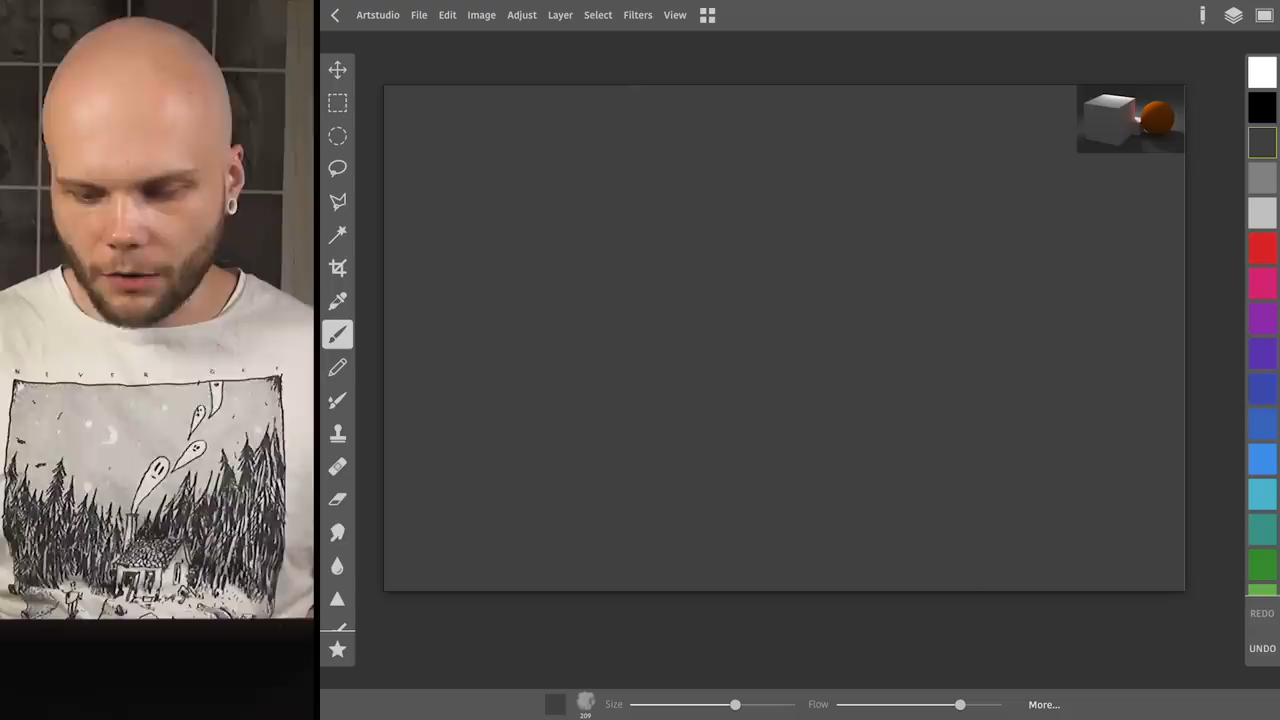 Artstudio File Edit Image Adjust Layer Select Filters View
N E V E R
REDO
UNDO
Size Flow More...
209